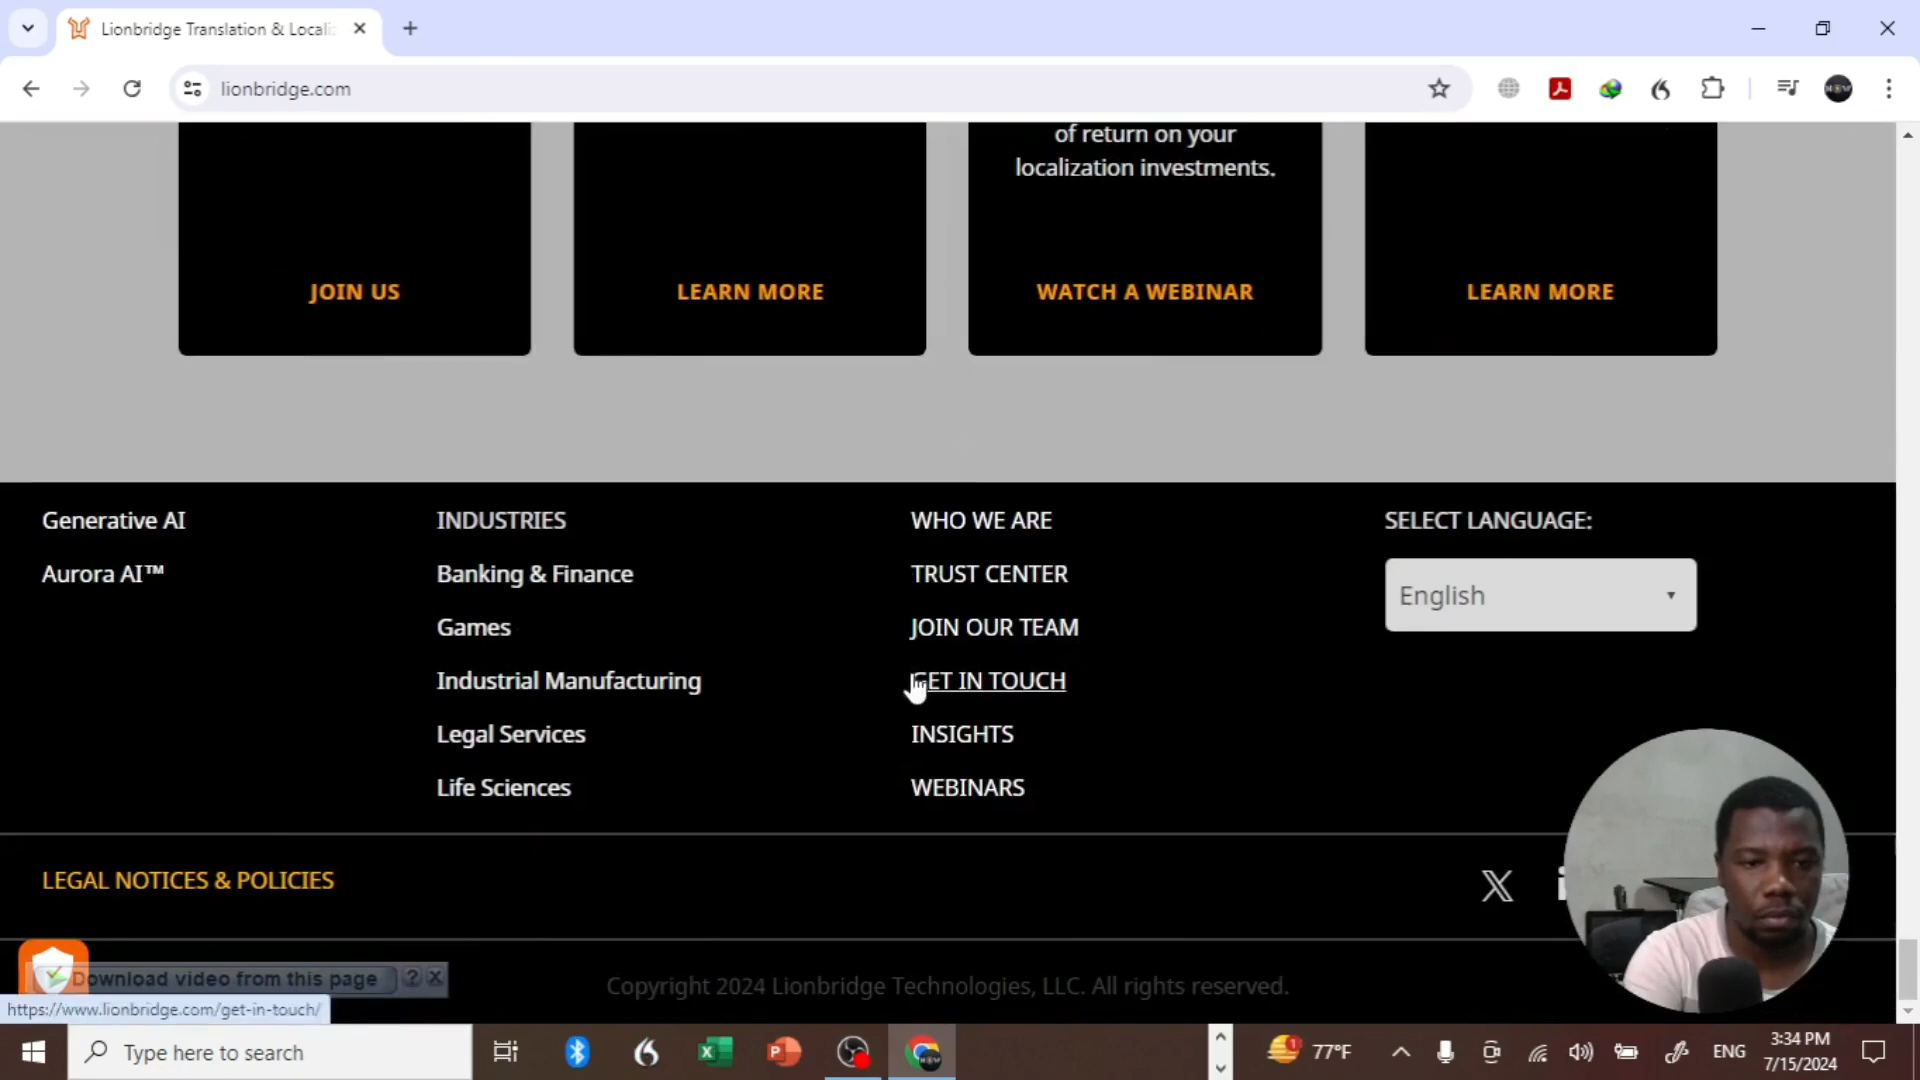 Lionbridge Translation & Locali
lionbridge.com
of return on your
localization investments.
JOIN US
LEARN MORE
WATCH A WEBINAR
LEARN MORE
Generative AI
Aurora AI™
INDUSTRIES
Banking & Finance
Games
Industrial Manufacturing
Legal Services
Life Sciences
WHO WE ARE
TRUST CENTER
JOIN OUR TEAM
GET IN TOUCH
INSIGHTS
WEBINARS
SELECT LANGUAGE:
English
LEGAL NOTICES & POLICIES
Download video from this page
Copyright 2024 Lionbridge Technologies, LLC. All rights reserved.
https://www.lionbridge.com/get-in-touch/
Type here to search
77°F
ENG
3:34 PM
7/15/2024